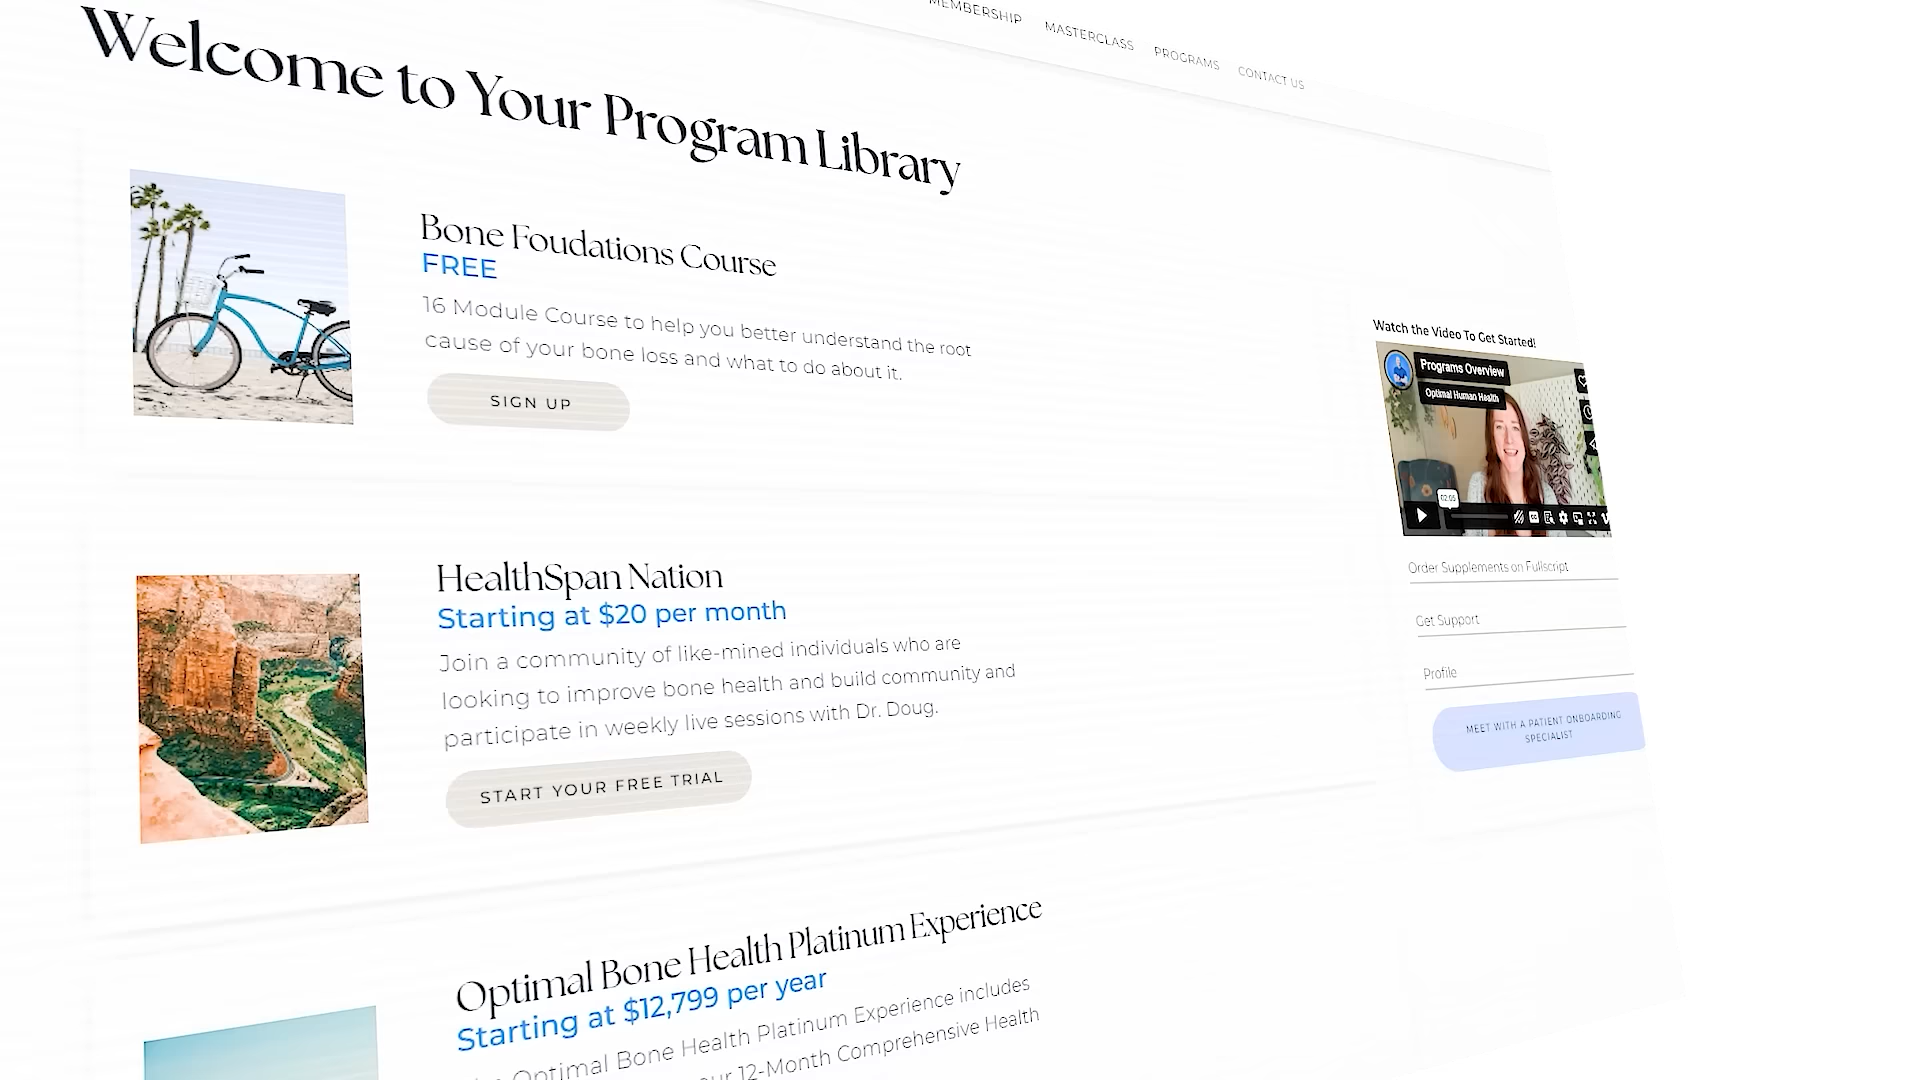 MEMBERSHIP MASTERCLASS PROGRAMS CONTACT US
Welcome to Your Program Library
Bone Foudations Course
FREE
16 Module Course to help you better understand the root
cause of your bone loss and what to do about it.
SIGN UP
HealthSpan Nation
Starting at $20 per month
Join a community of like-mined individuals who are
looking to improve bone health and build community and
participate in weekly live sessions with Dr. Doug.
START YOUR FREE TRIAL
Optimal Bone Health Platinum Experience
Starting at $12,799 per year
Optimal Bone Health Platinum Experience includes
12-Month Comprehensive Health
Watch the Video To Get Started!
Programs Overview
Optimal Human Health
02:05
CC
Order Supplements on Fullscript
Get Support
Profile
MEET WITH A PATIENT ONBOARDING
SPECIALIST